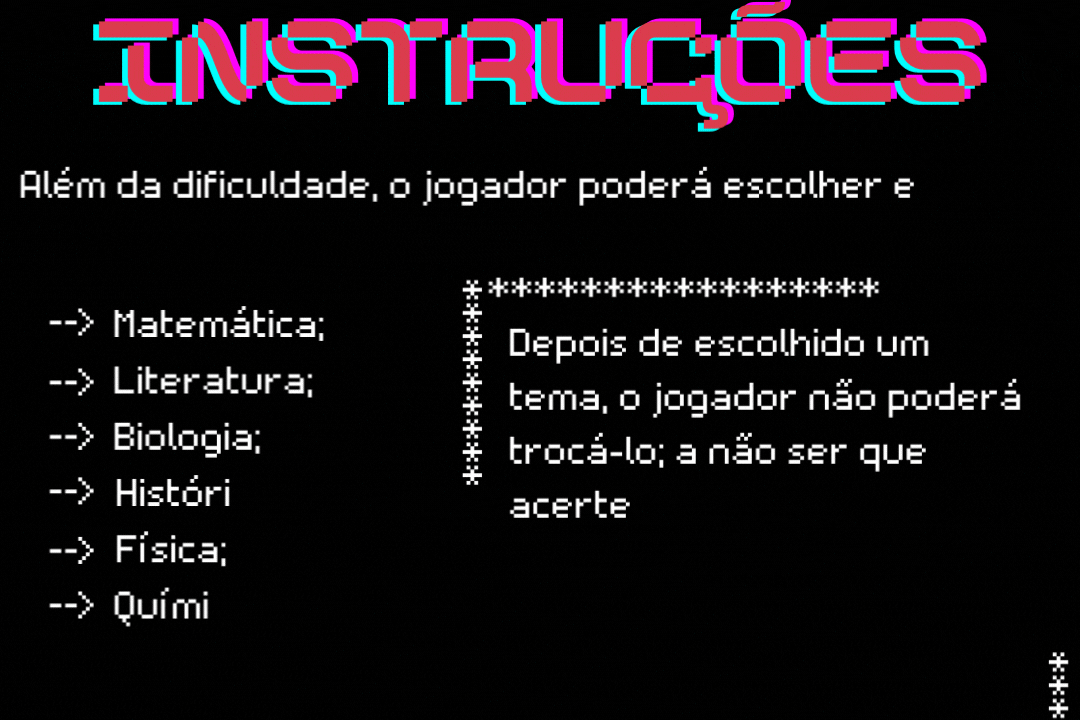 INSTRUÇÕES
Além da dificuldade, o jogador poderá escolher e
--> Matemática;
--> Literatura;
--> Biologia;
--> Históri
--> Física;
--> Quími
*****************
Depois de escolhido um
tema, o jogador não poderá
trocá-lo; a não ser que
acerte